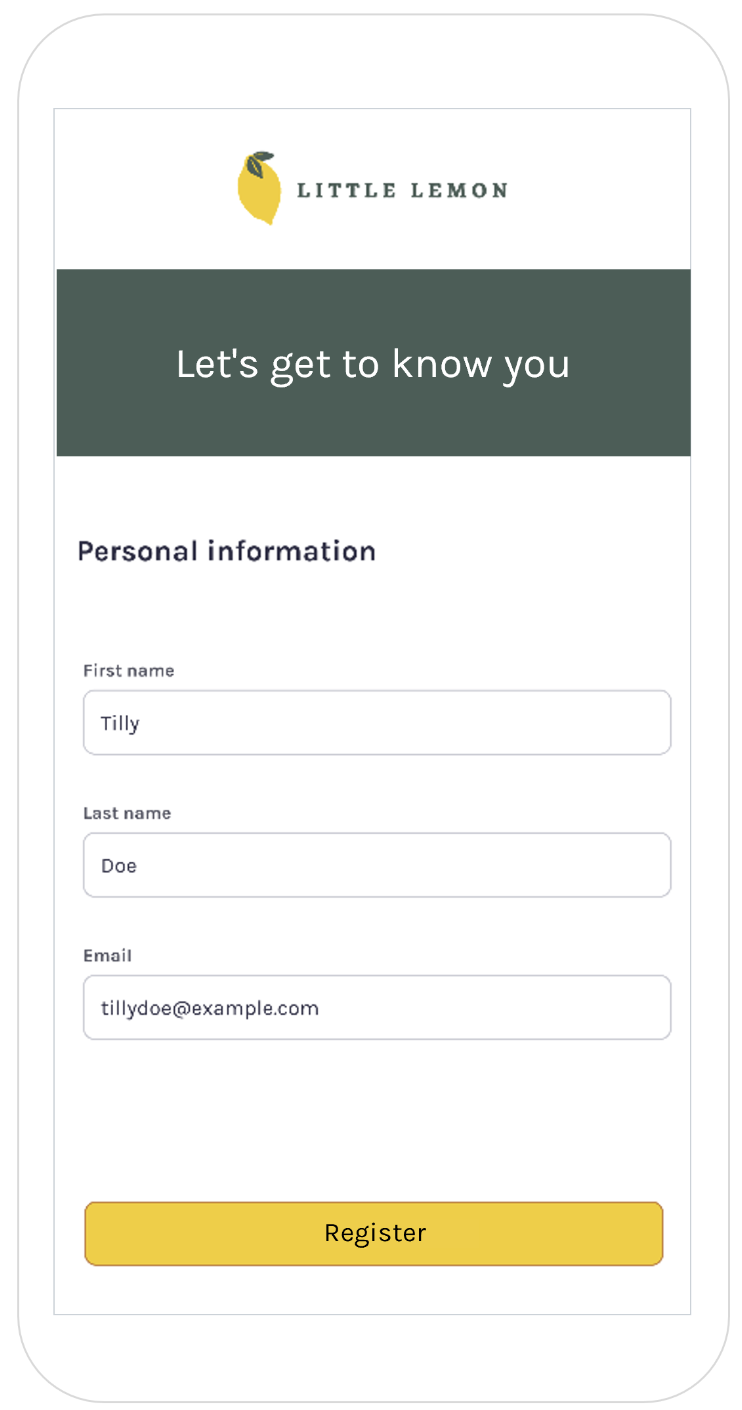 LITTLE LEMON
Let's get to know you
Personal information
First name
Tilly
Last name
Doe
Email
tillydoe@example.com
Register